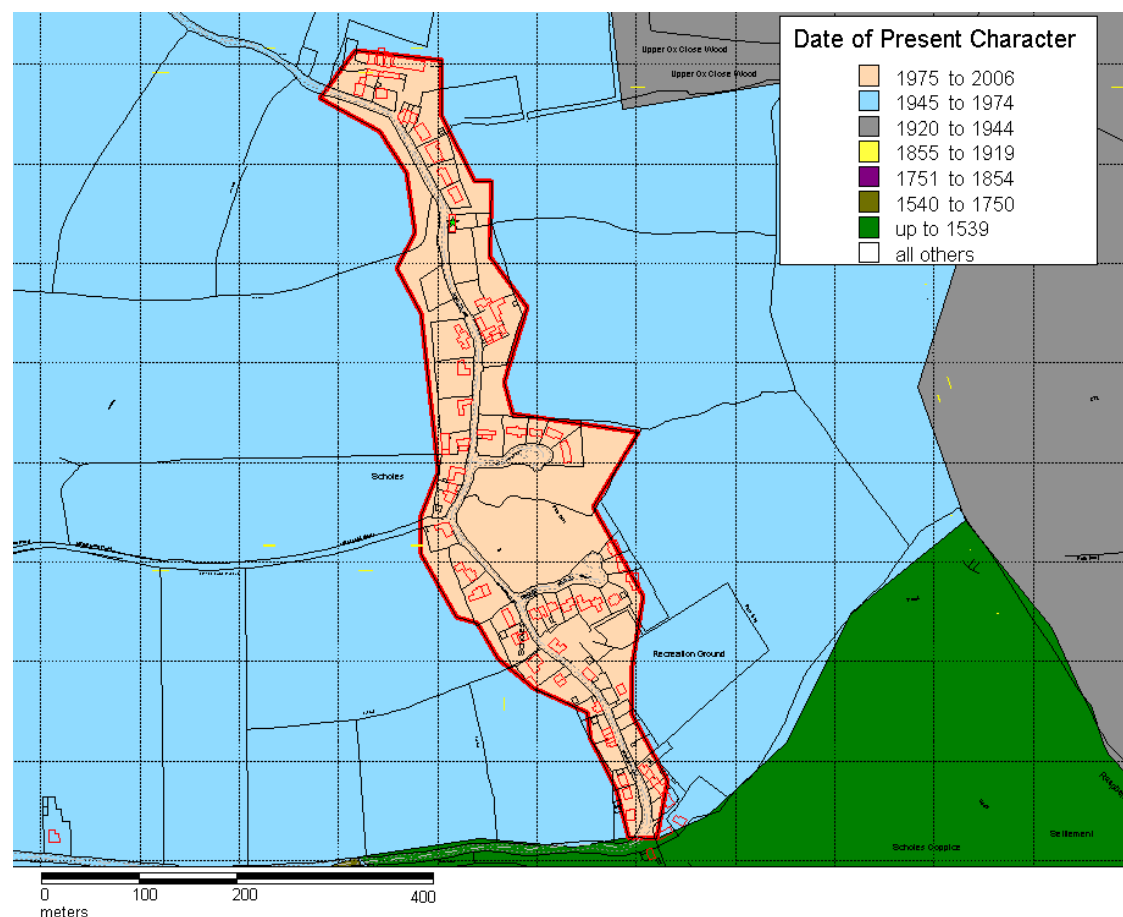 Date of Present Character
1975 to 2006
1945 to 1974
1920 to 1944
1855 to 1919
1751 to 1854
1540 to 1750
up to 1539
all others
Upper Ox Close Wood
Upper Ox Close Wood
Scholes
Recreation Ground
Settlement
Scholes Coppice
0
100
200
400
meters